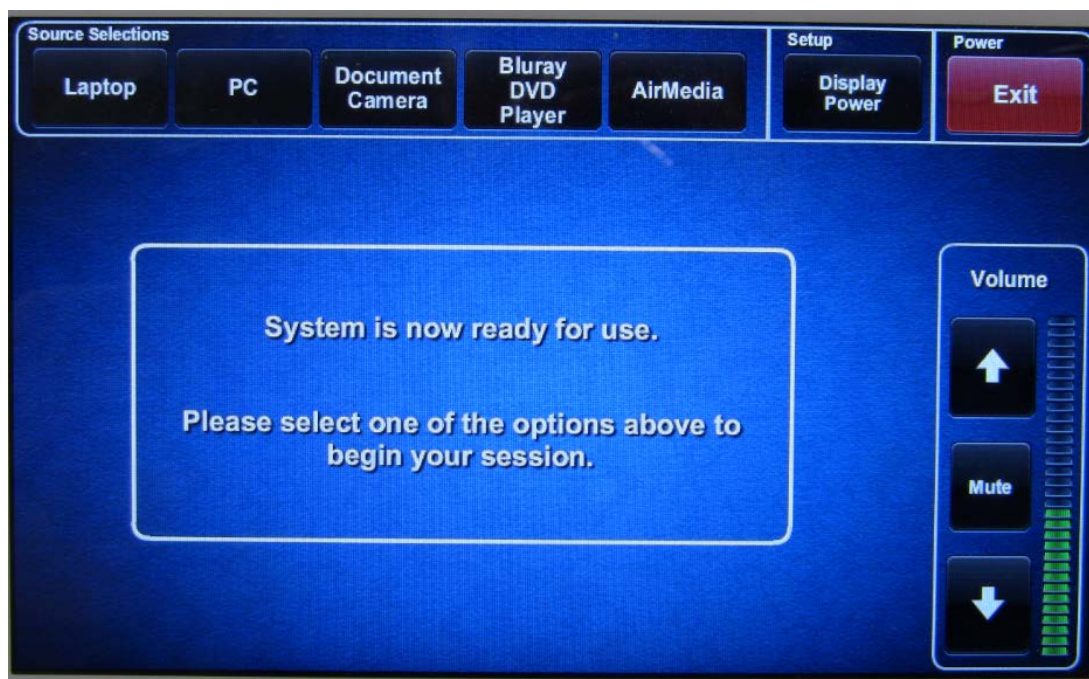 Source Selections
Laptop
PC
Document
Camera
Bluray
DVD
Player
AirMedia
Setup
Display
Power
Power
Exit
System is now ready for use.
Please select one of the options above to
begin your session.
Volume
Mute